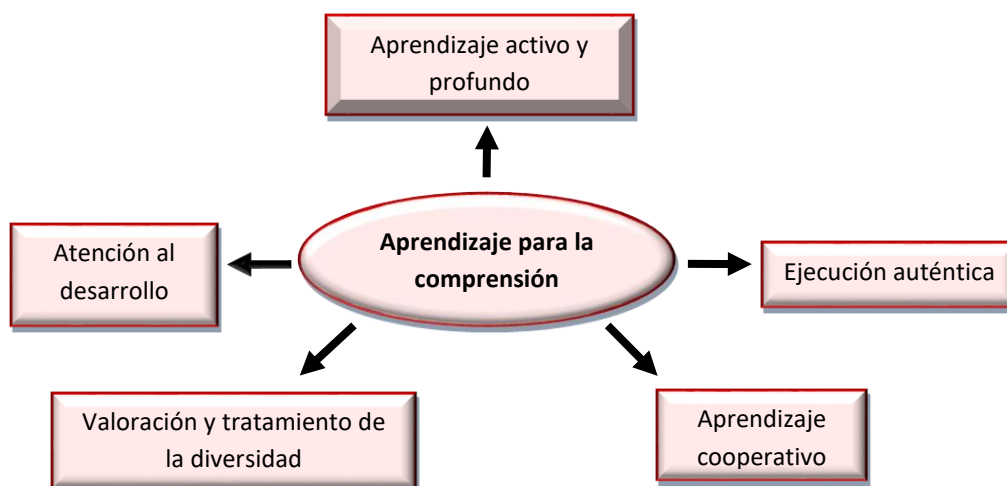 Aprendizaje activo y
profundo
Aprendizaje para la
comprensión
Atención al
desarrollo
Ejecución auténtica
Valoración y tratamiento de
la diversidad
Aprendizaje
cooperativo